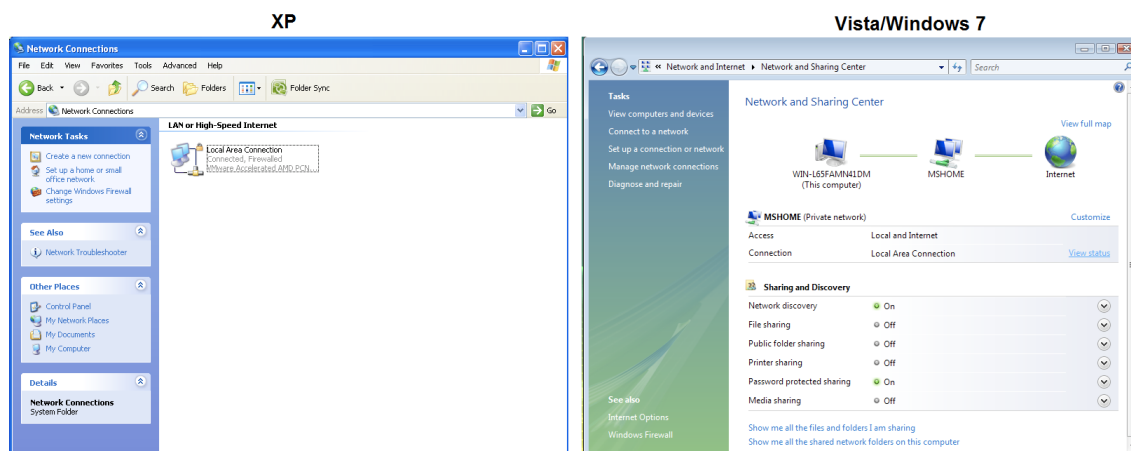 XP
Network Connections
File Edit View Favorites Tools Advanced Help
Back Search Folders Folder Sync
Address Network Connections Go
Network Tasks
Create a new connection
Set up a home or small
office network
Change Windows Firewall
settings
See Also
Network Troubleshooter
Other Places
Control Panel
My Network Places
My Documents
My Computer
Details
Network Connections
System Folder
LAN or High-Speed Internet
Local Area Connection
Connected, Firewalled
VMware Accelerated AMD PCN...
Vista/Windows 7
« Network and Internet Network and Sharing Center Search
Tasks
View computers and devices
Connect to a network
Set up a connection or network
Manage network connections
Diagnose and repair
See also
Internet Options
Windows Firewall
Network and Sharing Center
View full map
WIN-L65FAMN41DM MSHOME Internet
(This computer)
MSHOME (Private network) Customize
Access Local and Internet
Connection Local Area Connection View status
Sharing and Discovery
Network discovery On
File sharing Off
Public folder sharing Off
Printer sharing Off
Password protected sharing On
Media sharing Off
Show me all the files and folders I am sharing
Show me all the shared network folders on this computer